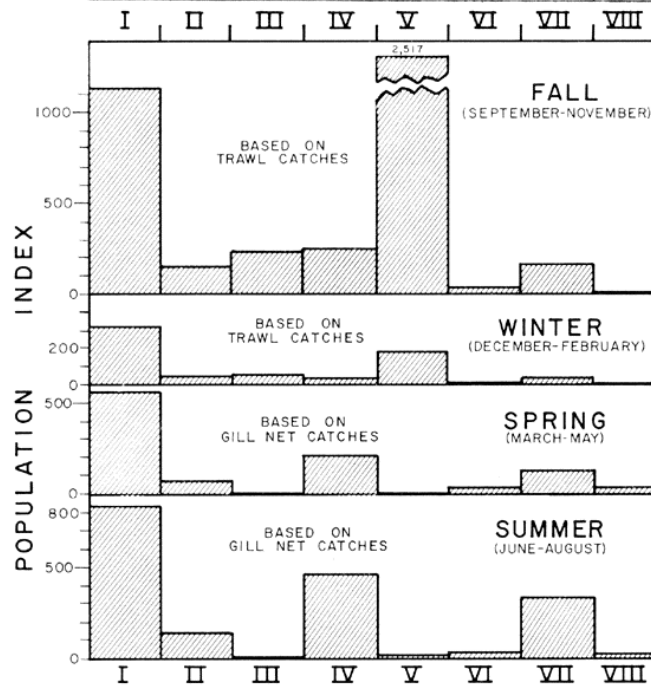 I II III IV V VI VII VIII
2,517
FALL
(SEPTEMBER-NOVEMBER)
1000
BASED ON
TRAWL CATCHES
500
0
BASED ON
TRAWL CATCHES
WINTER
(DECEMBER-FEBRUARY)
200
0
500
BASED ON
GILL NET CATCHES
SPRING
(MARCH-MAY)
0
800
BASED ON
GILL NET CATCHES
SUMMER
(JUNE-AUGUST)
500
0
POPULATION INDEX
I II III IV V VI VII VIII